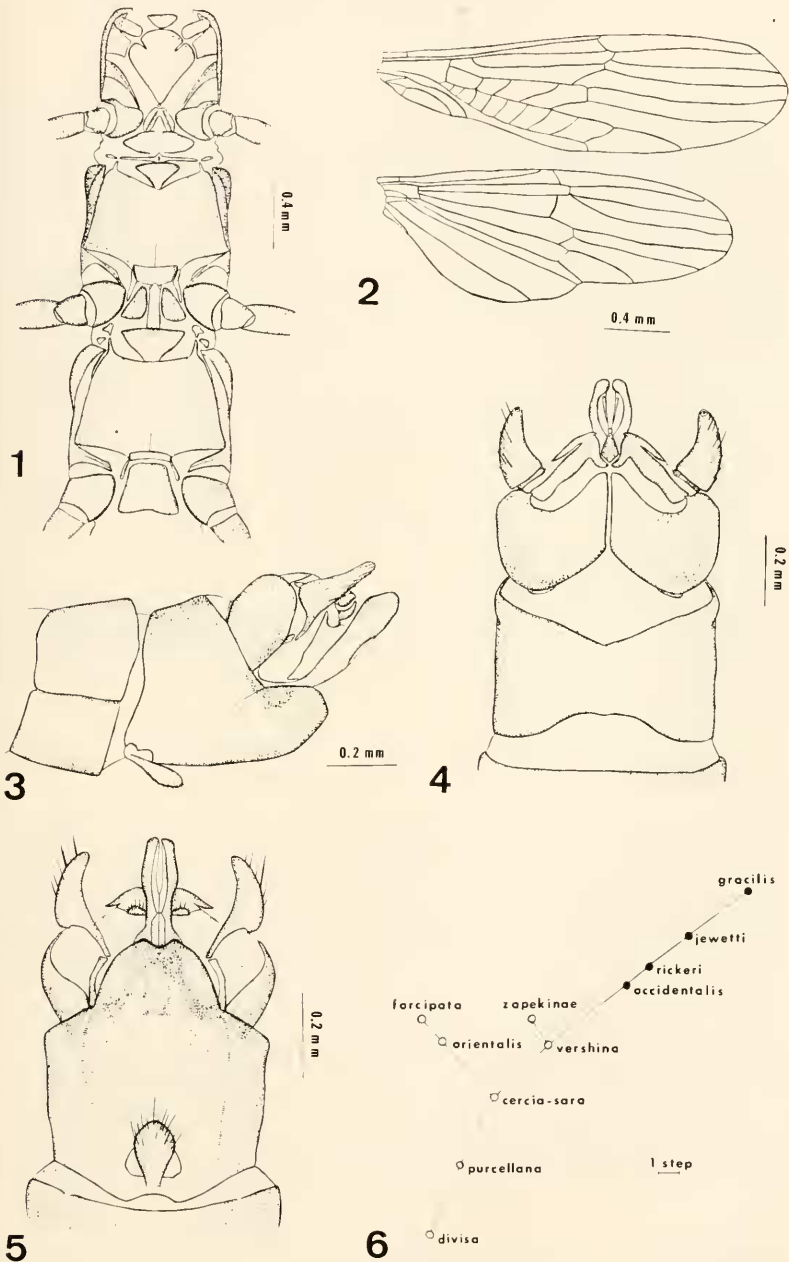 0.4 mm
1
2
0.4 mm
3
0.2 mm
4
0.2 mm
5
0.2 mm
gracilis
jewetti
rickeri
occidentalis
forcipata
zapekinae
orientalis
vershina
cercia-sara
purcellana
1 step
divisa
6